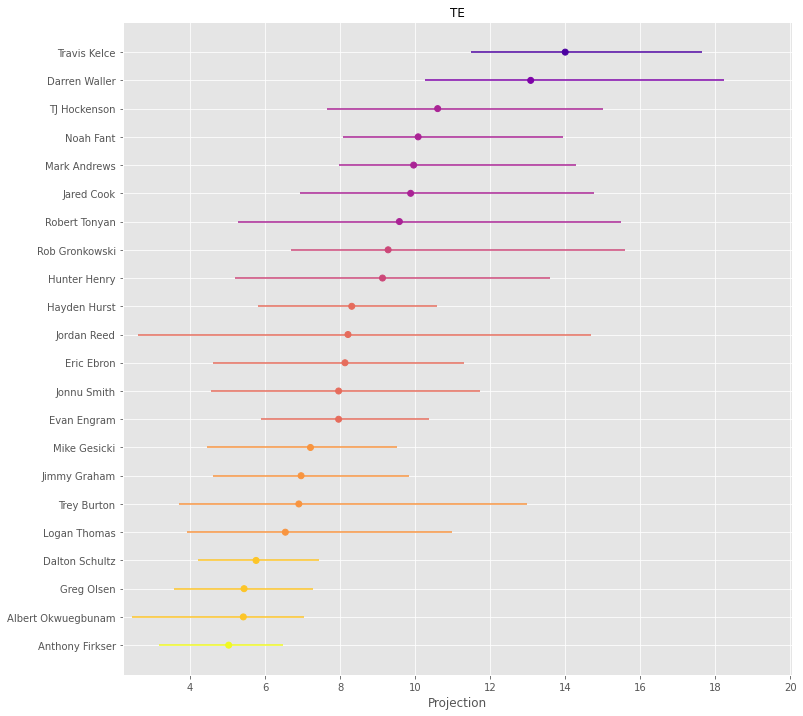 TE
Travis Kelce
Darren Waller
TJ Hockenson
Noah Fant
Mark Andrews
Jared Cook
Robert Tonyan
Rob Gronkowski
Hunter Henry
Hayden Hurst
Jordan Reed
Eric Ebron
Jonnu Smith
Evan Engram
Mike Gesicki
Jimmy Graham
Trey Burton
Logan Thomas
Dalton Schultz
Greg Olsen
Albert Okwuegbunam
Anthony Firkser
4 6 8 10 12 14 16 18 20
Projection